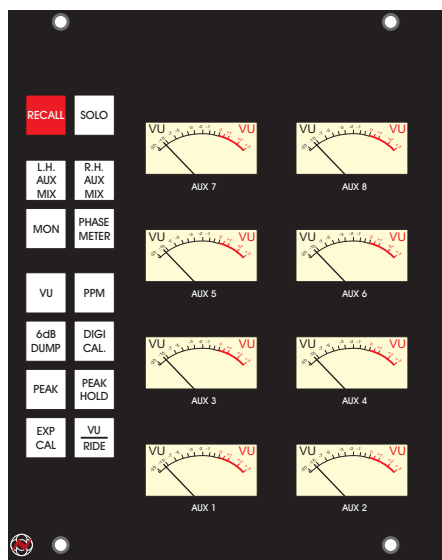 RECALL
SOLO
L.H.
AUX
MIX
R.H.
AUX
MIX
MON
PHASE
METER
VU
PPM
6dB
DUMP
DIGI
CAL.
PEAK
PEAK
HOLD
EXP
CAL
VU
RIDE
VU VU
AUX 7
VU VU
AUX 8
VU VU
AUX 5
VU VU
AUX 6
VU VU
AUX 3
VU VU
AUX 4
VU VU
AUX 1
VU VU
AUX 2